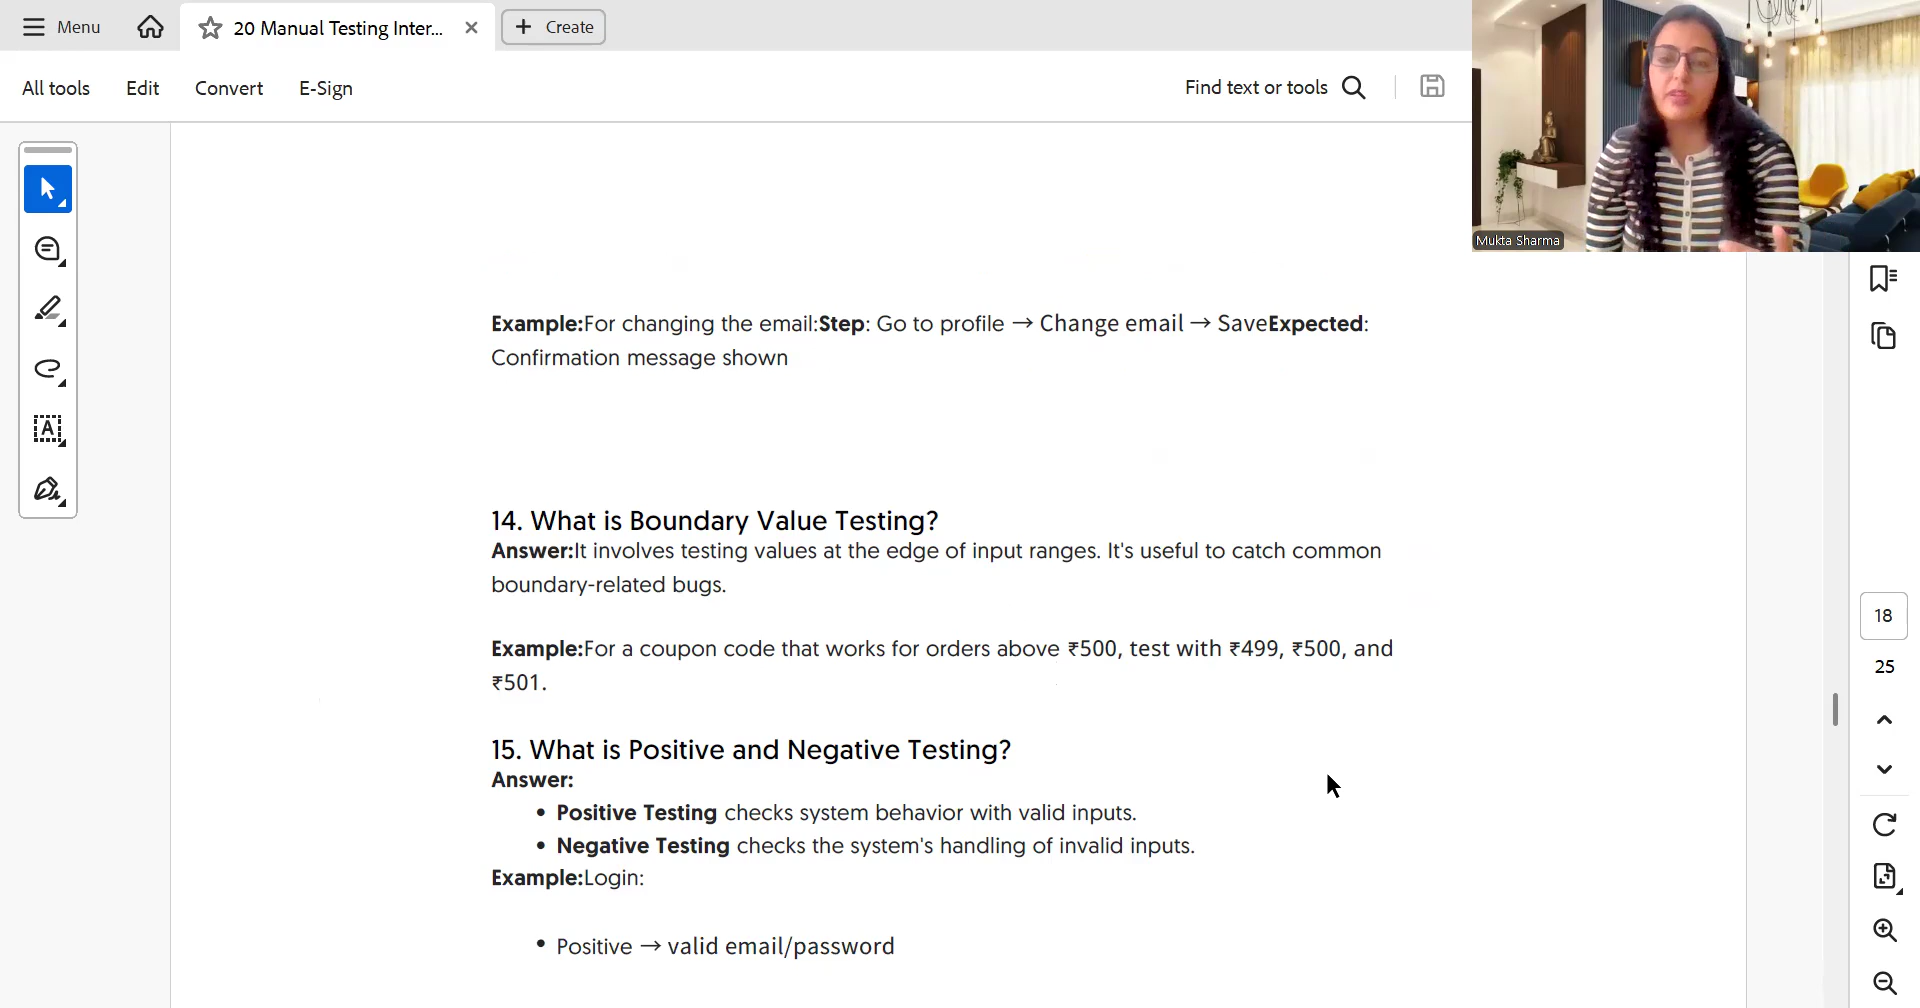 Menu
20 Manual Testing Inter...
Create
All tools
Edit
Convert
E-Sign
Find text or tools
Mukta Sharma
Example:For changing the email:Step: Go to profile → Change email → SaveExpected:
Confirmation message shown
14. What is Boundary Value Testing?
Answer:It involves testing values at the edge of input ranges. It's useful to catch common
boundary-related bugs.
Example:For a coupon code that works for orders above ₹500, test with ₹499, ₹500, and
₹501.
15. What is Positive and Negative Testing?
Answer:
• Positive Testing checks system behavior with valid inputs.
• Negative Testing checks the system's handling of invalid inputs.
Example:Login:
• Positive → valid email/password
18
25